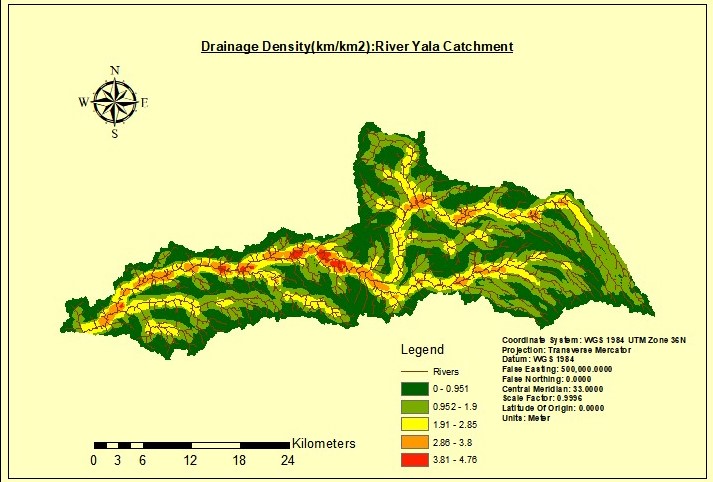 Drainage Density(km/km2):River Yala Catchment
N
W E
S
Legend
Rivers
0 - 0.951
0.952 - 1.9
1.91 - 2.85
2.86 - 3.8
3.81 - 4.76
Coordinate System: WGS 1984 UTM Zone 36N
Projection: Transverse Mercator
Datum: WGS 1984
False Easting: 500,000.0000
False Northing: 0.0000
Central Meridian: 33.0000
Scale Factor: 0.9996
Latitude Of Origin: 0.0000
Units: Meter
Kilometers
0 3 6 12 18 24